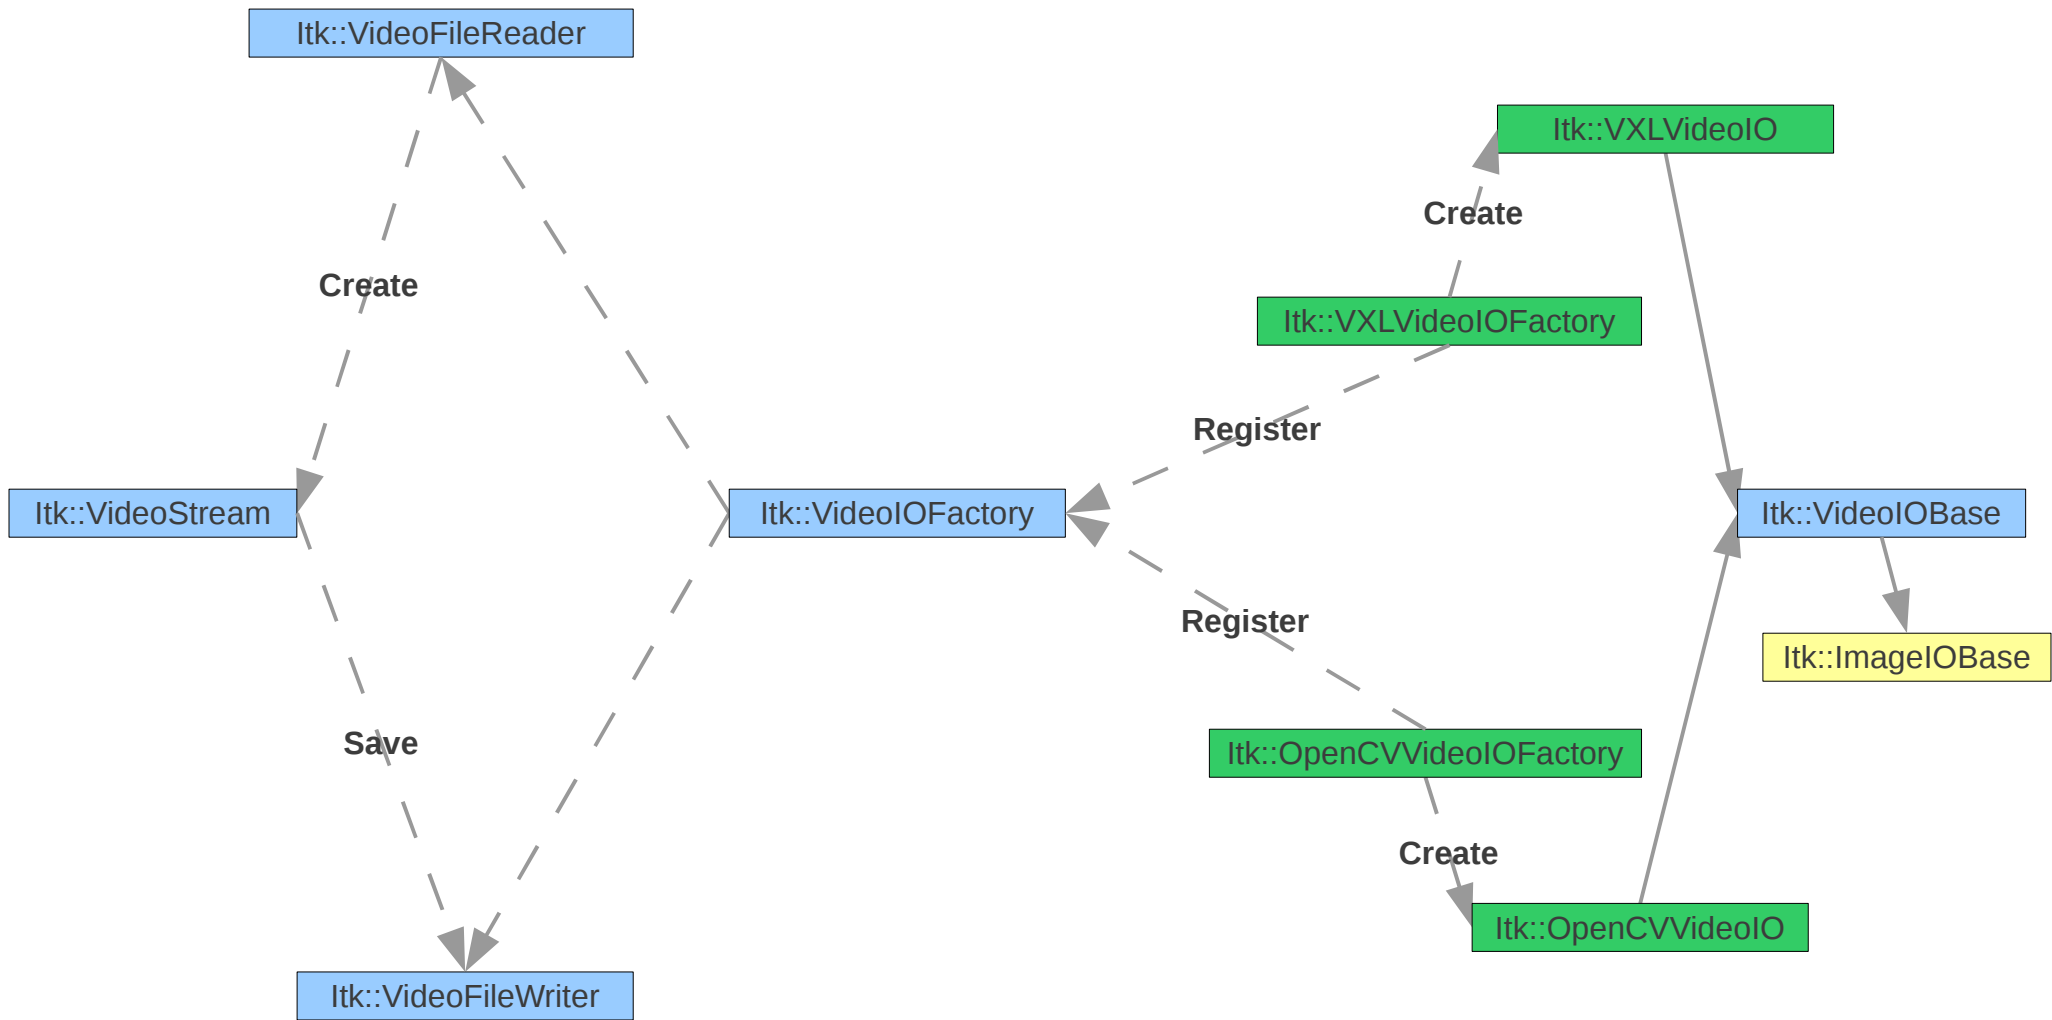 Itk::VideoFileReader
Itk::VXLVideoIO
Create
Create
Itk::VXLVideoIOFactory
Register
Itk::VideoStream
Itk::VideoIOFactory
Itk::VideoIOBase
Register
Itk::ImageIOBase
Save
Itk::OpenCVVideoIOFactory
Create
Itk::OpenCVVideoIO
Itk::VideoFileWriter